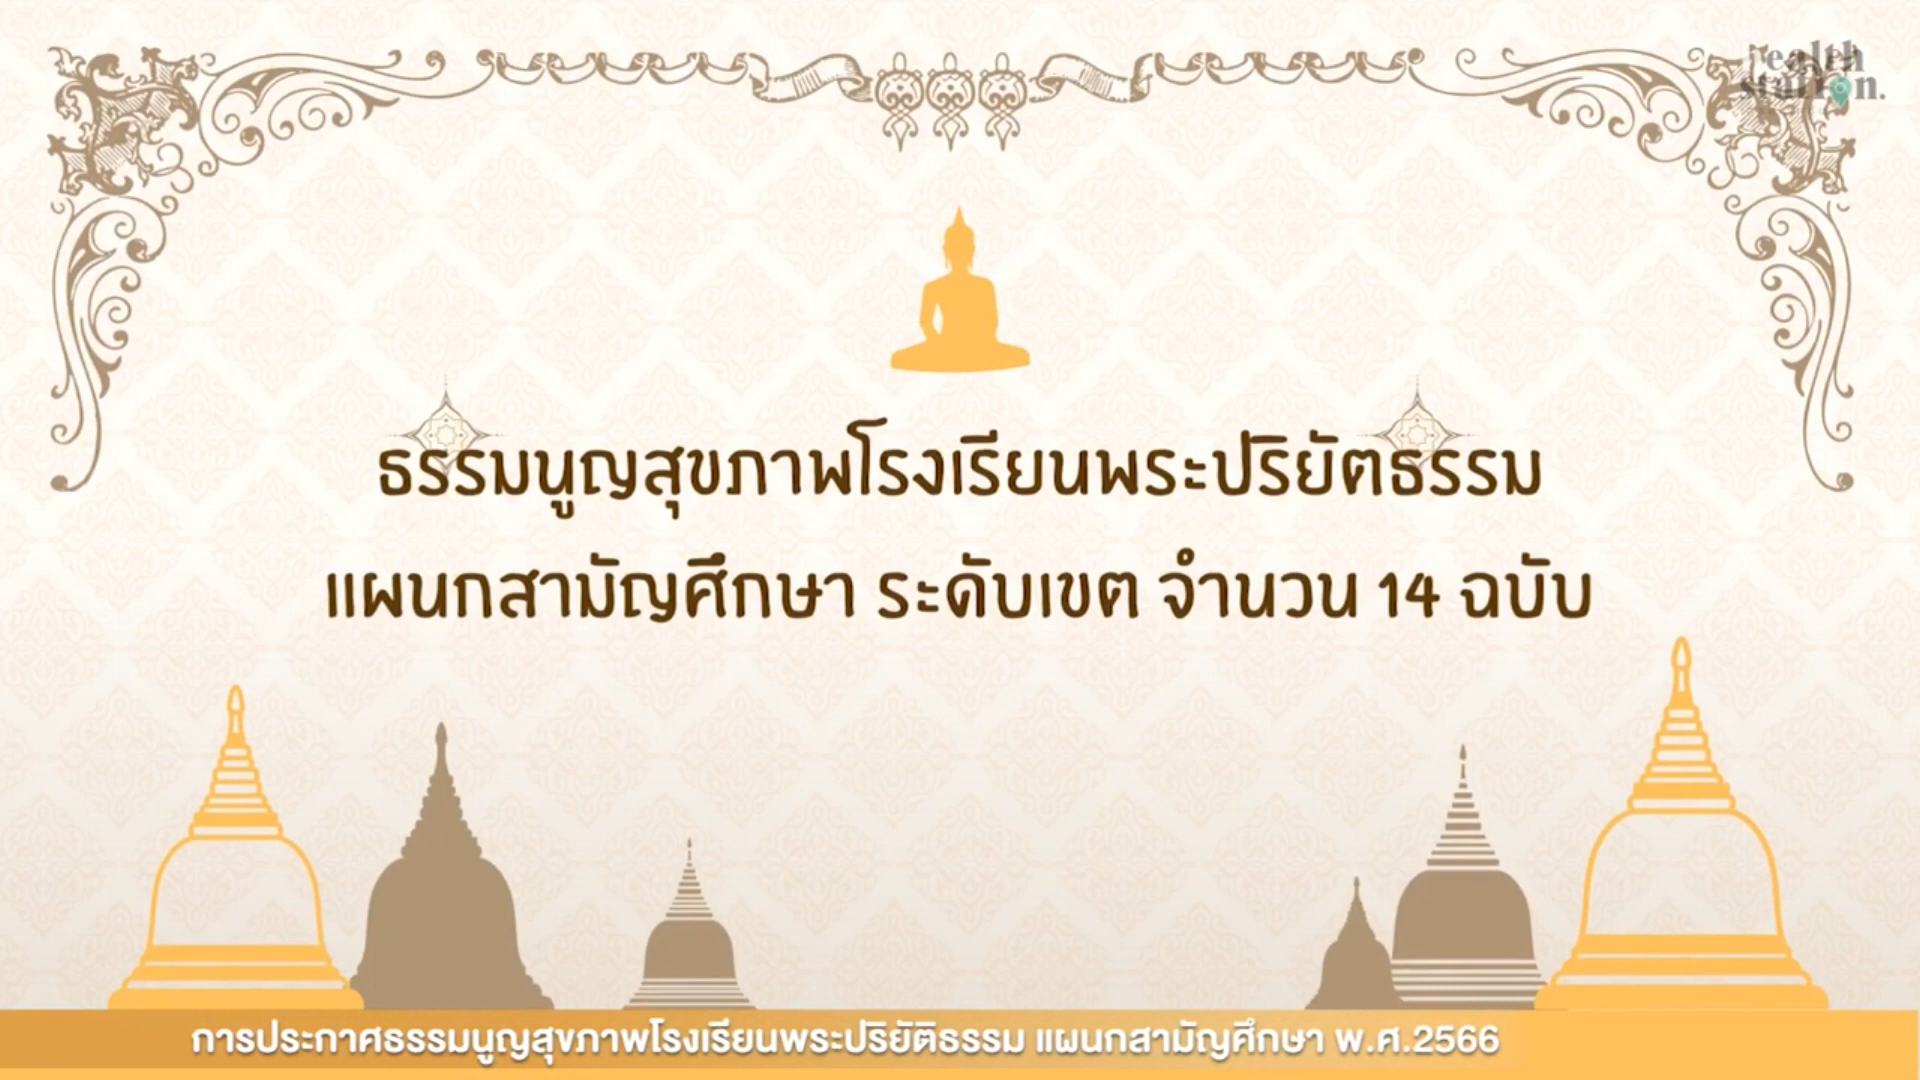 health
station.
ธรรมนูญสุขภาพโรงเรียนพระปริยัตธรรม
แผนกสามัญศึกษา ระดับเขต จำนวน 14 ฉบับ
การประกาศธรรมนูญสุขภาพโรงเรียนพระปริยัติธรรม แผนกสามัญศึกษา พ.ศ.2566